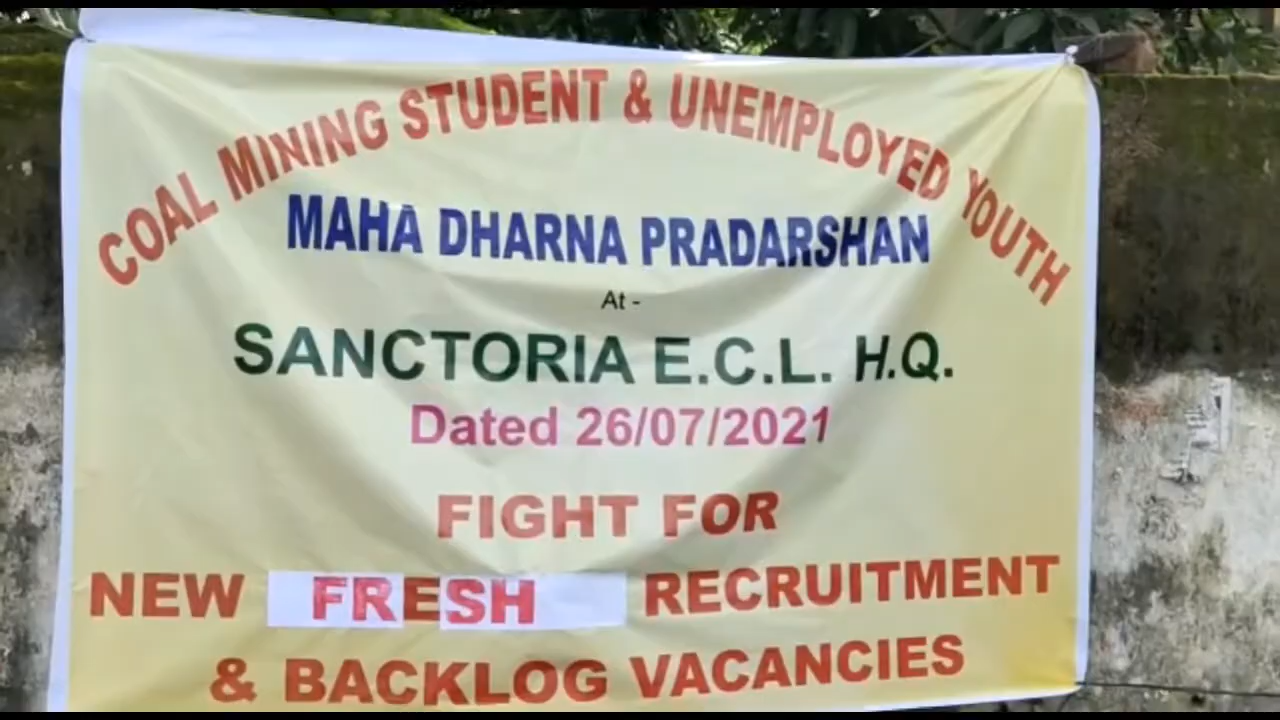 COAL MINING STUDENT & UNEMPLOYED YOUTH
MAHA DHARNA PRADARSHAN
At -
SANCTORIA E.C.L. H.Q.
Dated 26/07/2021
FIGHT FOR
NEW FRESH RECRUITMENT
& BACKLOG VACANCIES